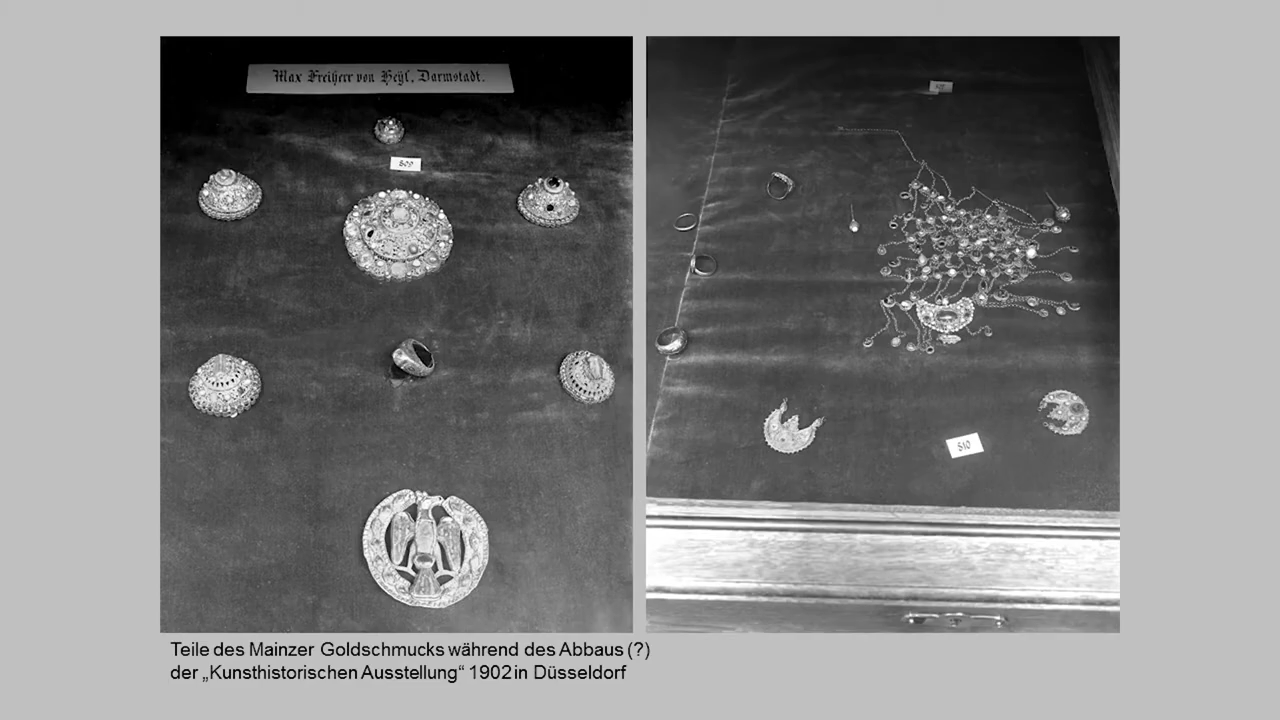 Max Freiherr von Heyl, Darmstadt.
809
810
Teile des Mainzer Goldschmucks während des Abbaus (?)
der „Kunsthistorischen Ausstellung“ 1902 in Düsseldorf